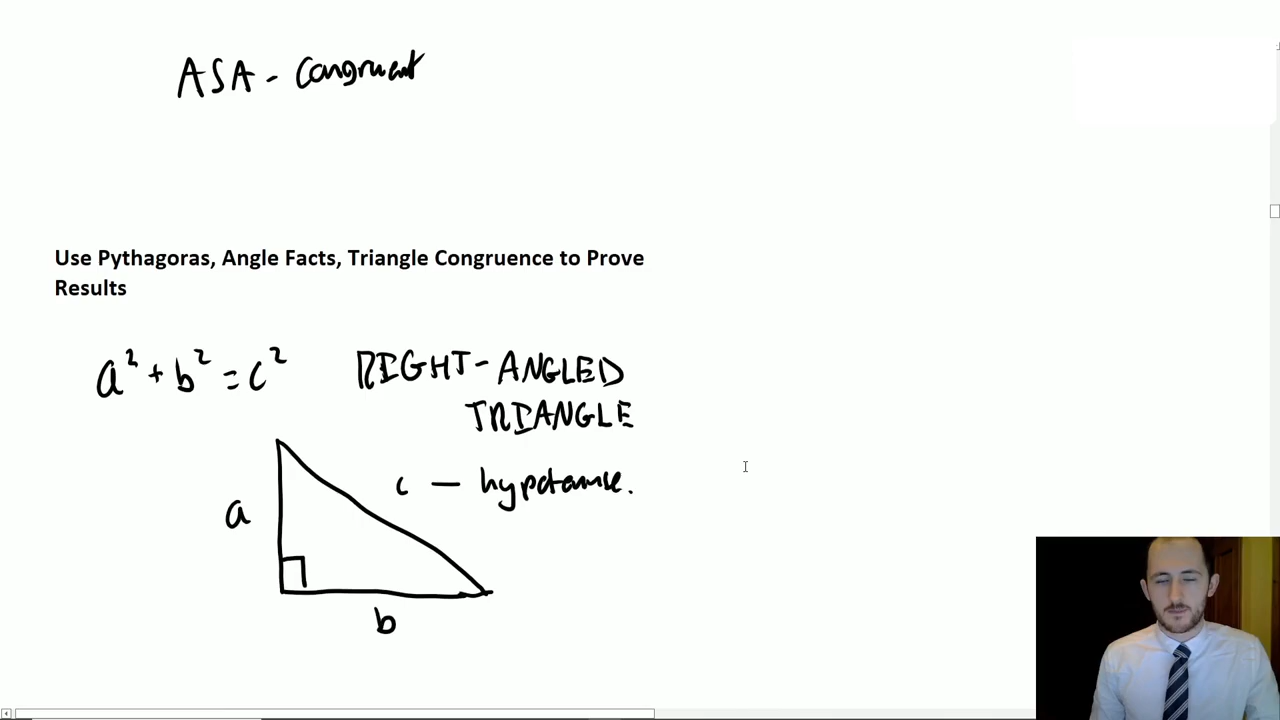 ASA - Congruent
Use Pythagoras, Angle Facts, Triangle Congruence to Prove
Results
a² + b² = c² RIGHT-ANGLED
TRIANGLE
c — hypotenuse.
a
b